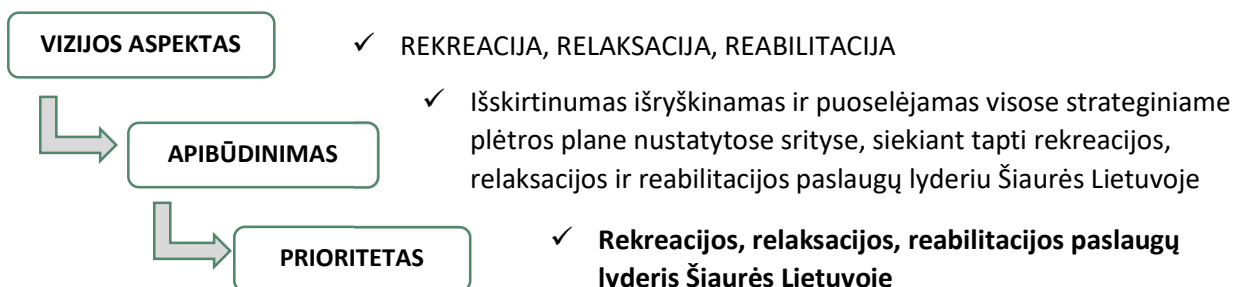 VIZIJOS ASPEKTAS
✓ REKREACIJA, RELAKSACIJA, REABILITACIJA
APIBŪDINIMAS
✓ Išskirtinumas išryškinamas ir puoselėjamas visose strateginiame
plėtros plane nustatytose srityse, siekiant tapti rekreacijos,
relaksacijos ir reabilitacijos paslaugų lyderiu Šiaurės Lietuvoje
PRIORITETAS
✓ Rekreacijos, relaksacijos, reabilitacijos paslaugų
lyderis Šiaurės Lietuvoje